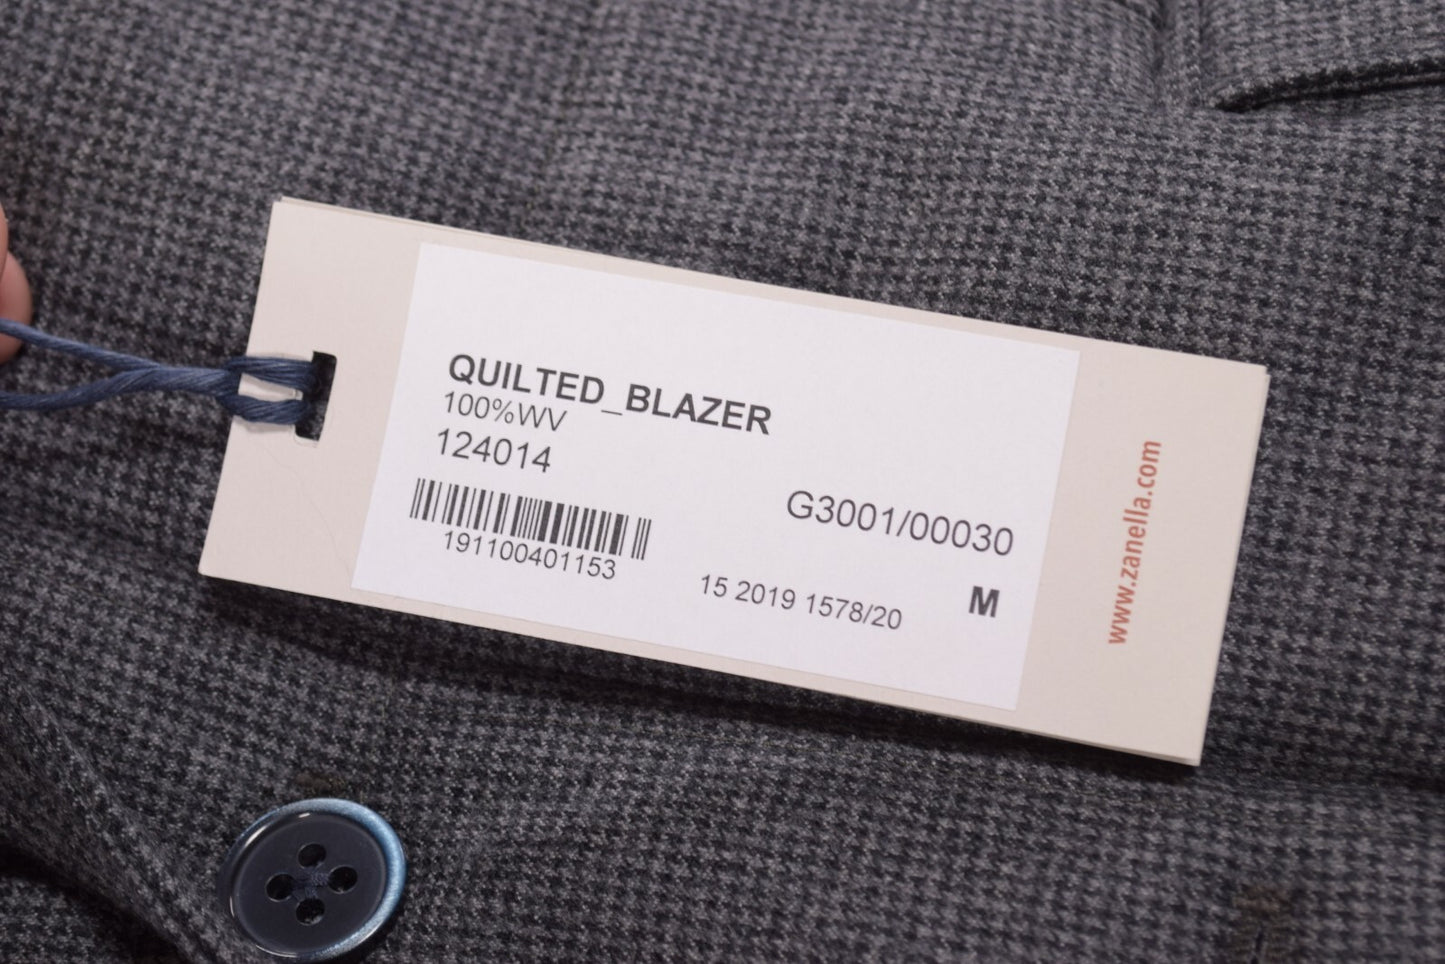 QUILTED_BLAZER
100%WV
124014
191100401153
G3001/00030
15 2019 1578/20
M
www.zanella.com